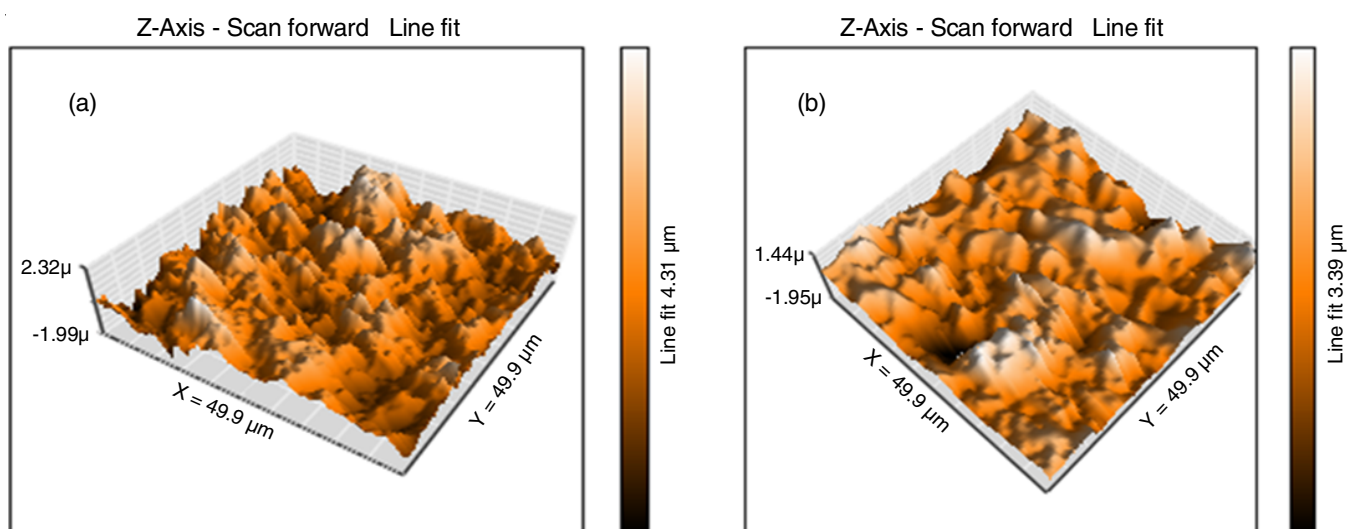 Z-Axis - Scan forward Line fit
(a)
2.32µ
-1.99µ
X = 49.9 µm
Y = 49.9 µm
Line fit 4.31 µm
Z-Axis - Scan forward Line fit
(b)
1.44µ
-1.95µ
X = 49.9 µm
Y = 49.9 µm
Line fit 3.39 µm